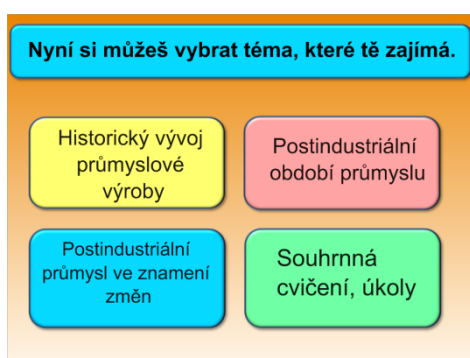 Nyní si můžeš vybrat téma, které tě zajímá.
Historický vývoj
průmyslové
výroby
Postindustriální
období průmyslu
Postindustriální
průmysl ve znamení
změn
Souhrnná
cvičení, úkoly